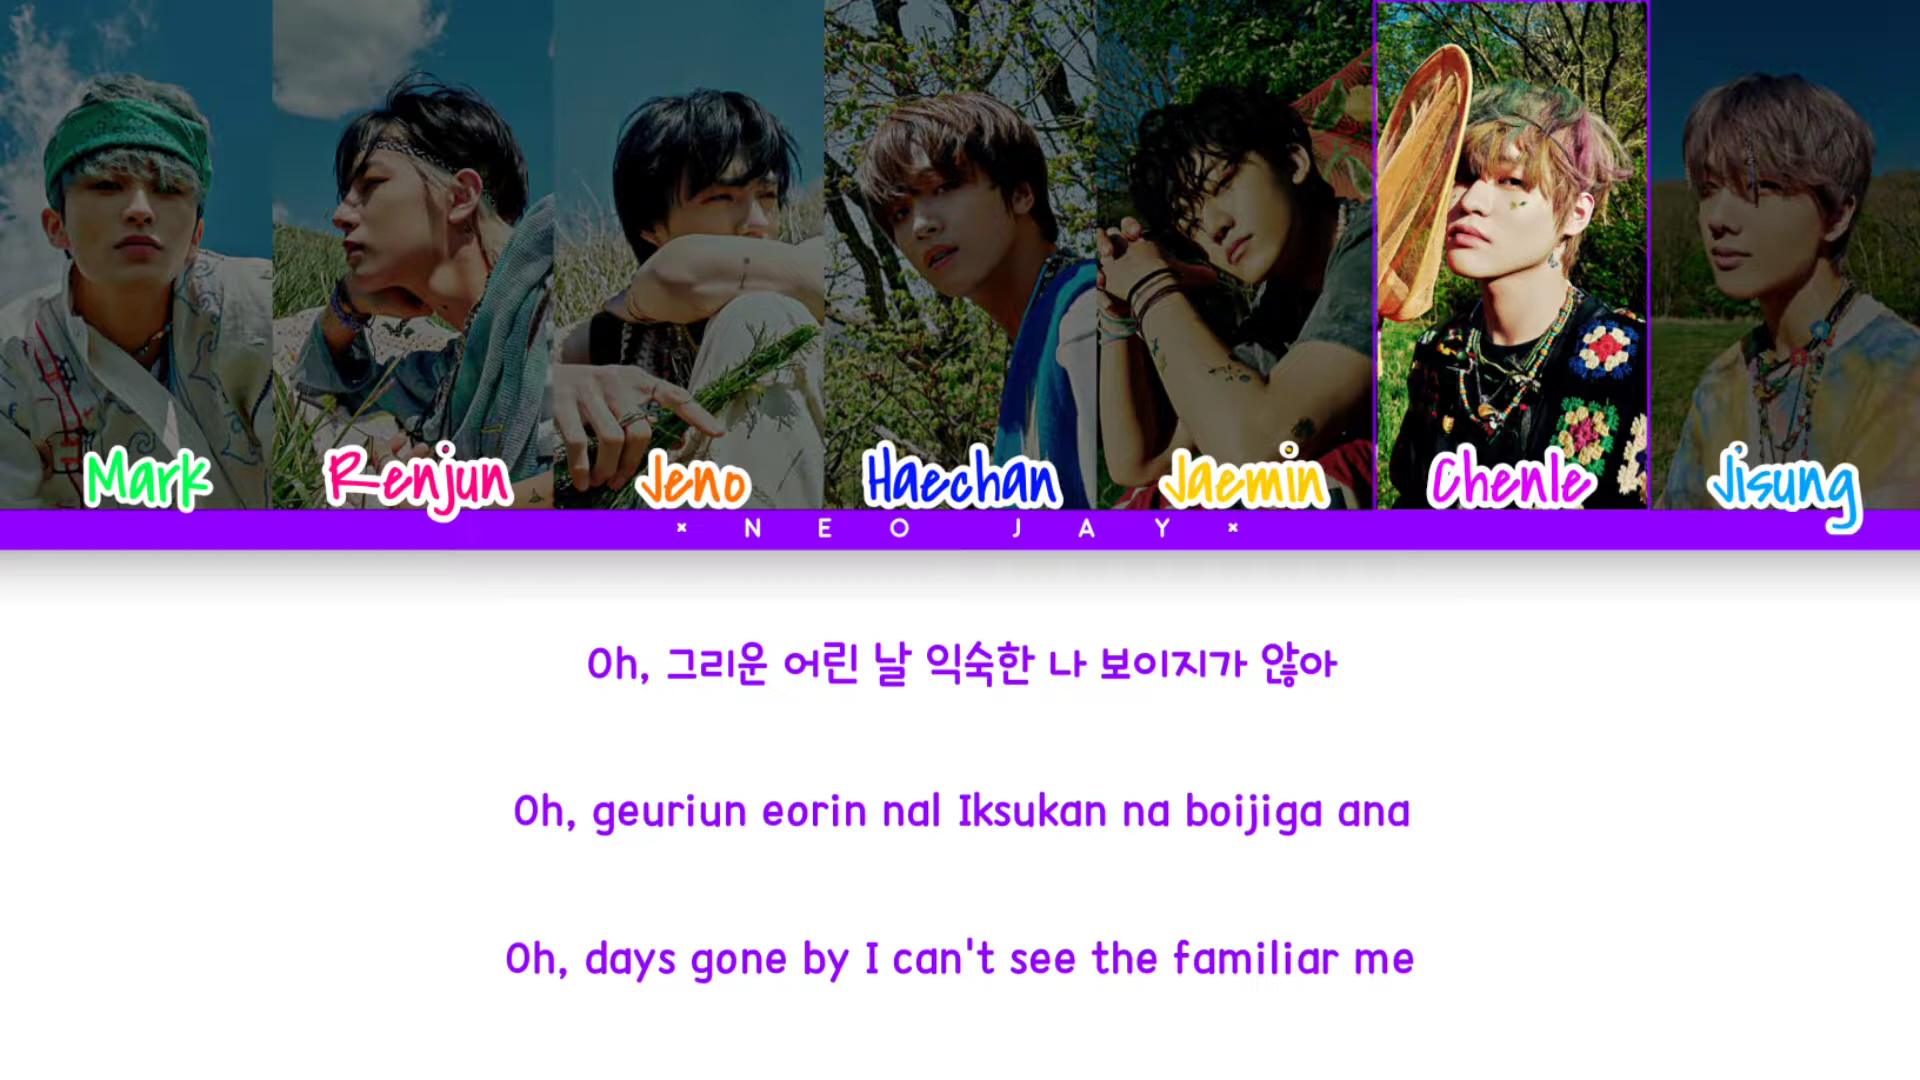 Mark Renjun Jeno Haechan Jaemin Chenle Jisung
× NEO JAY ×
Oh, 그리운 어린 날 익숙한 나 보이지가 않아
Oh, geuriun eorin nal Iksukan na boijiga ana
Oh, days gone by I can't see the familiar me